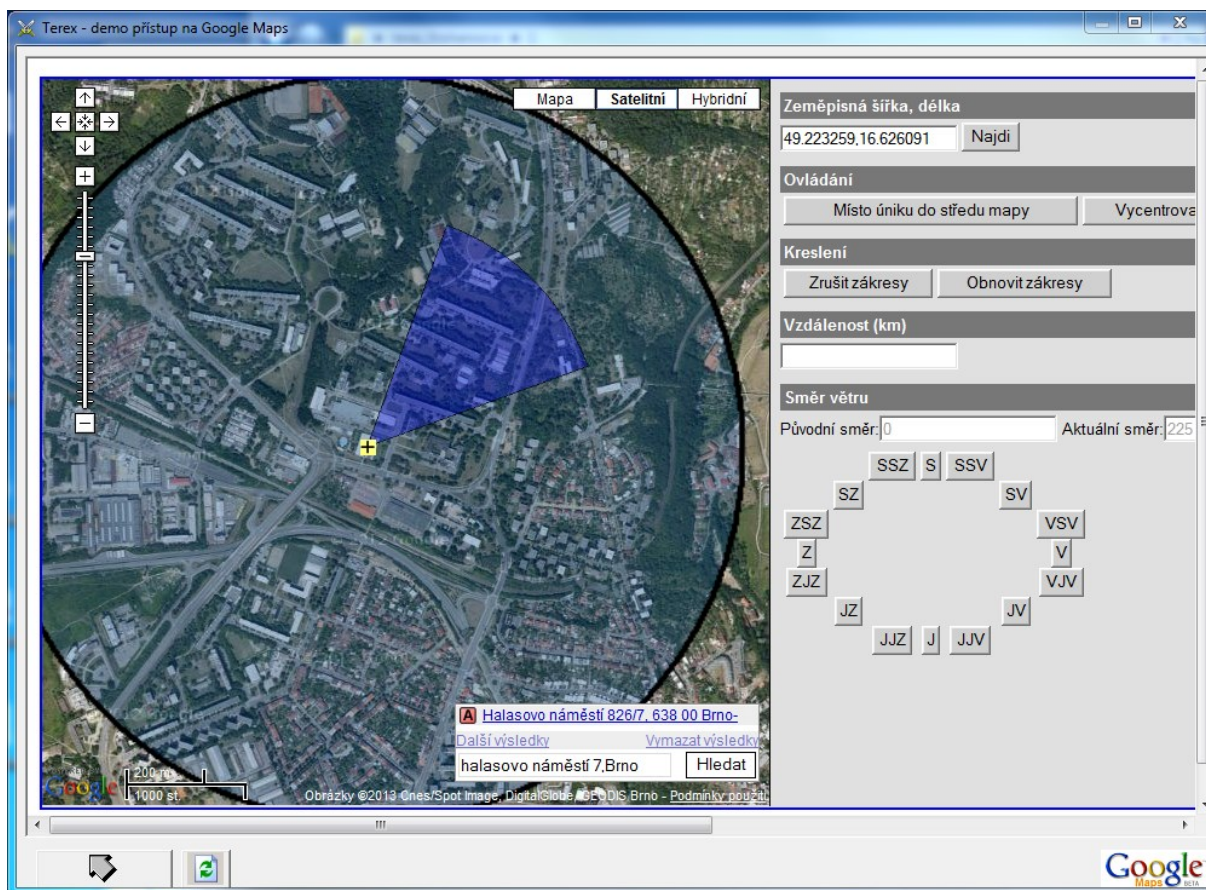 Terex - demo přístup na Google Maps
Mapa
Satelitní
Hybridní
Zeměpisná šířka, délka
49.223259,16.626091
Najdi
Ovládání
Místo úniku do středu mapy
Vycentrova
Kreslení
Zrušit zákresy
Obnovit zákresy
Vzdálenost (km)
Směr větru
Původní směr: 0
Aktuální směr: 225
SSZ S SSV
SZ SV
ZSZ VSV
Z V
ZJZ VJV
JZ JV
JJZ J JJV
A Halasovo náměstí 826/7, 638 00 Brno-
Další výsledky Vymazat výsledky
halasovo náměstí 7,Brno Hledat
200 m
1000 st.
Google
Obrázky ©2013 Cnes/Spot Image, DigitalGlobe, GEODIS Brno - Podmínky použití
Google
Maps BETA